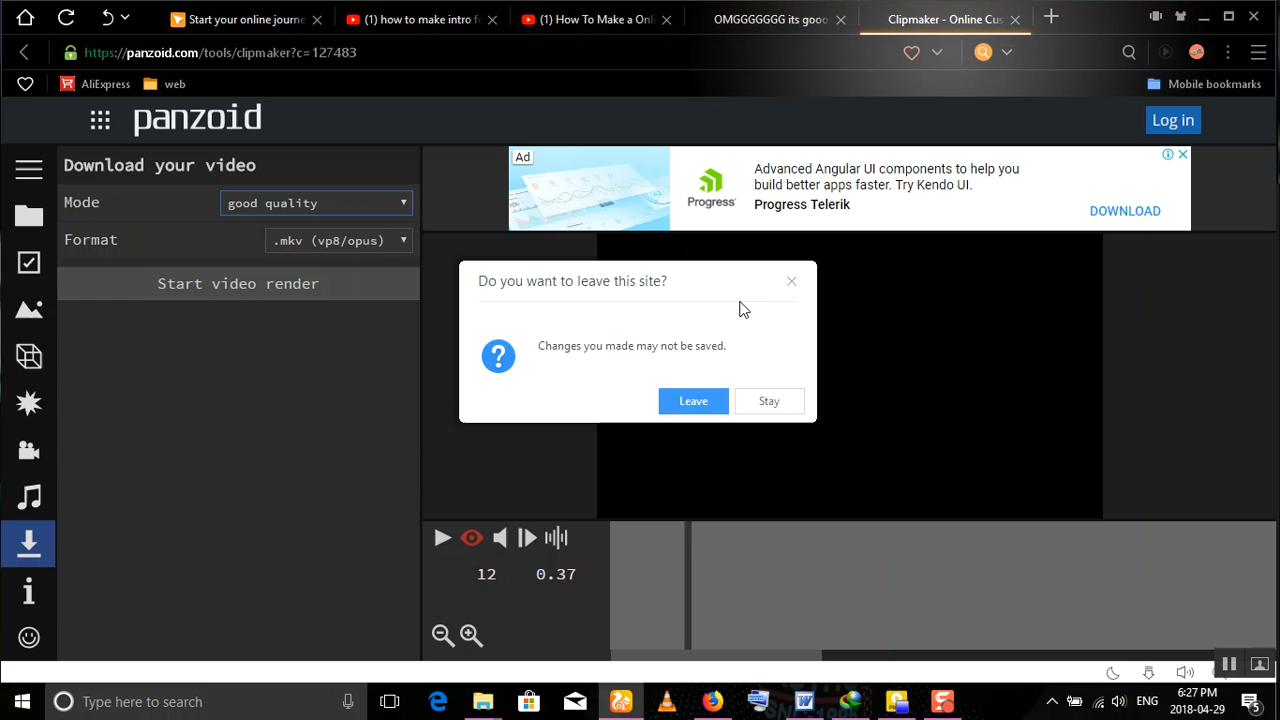 Start your online journe
(1) how to make intro f
(1) How To Make a Onlin
OMGGGGGGG its gooo
Clipmaker - Online Cus
https://panzoid.com/tools/clipmaker?c=127483
AliExpress
web
Mobile bookmarks
panzoid
Log in
Download your video
Mode
good quality
Format
.mkv (vp8/opus)
Start video render
Ad
Progress
Advanced Angular UI components to help you
build better apps faster. Try Kendo UI.
Progress Telerik
DOWNLOAD
Do you want to leave this site?
Changes you made may not be saved.
Leave
Stay
12
0.37
Type here to search
ENG
6:27 PM
2018-04-29
5